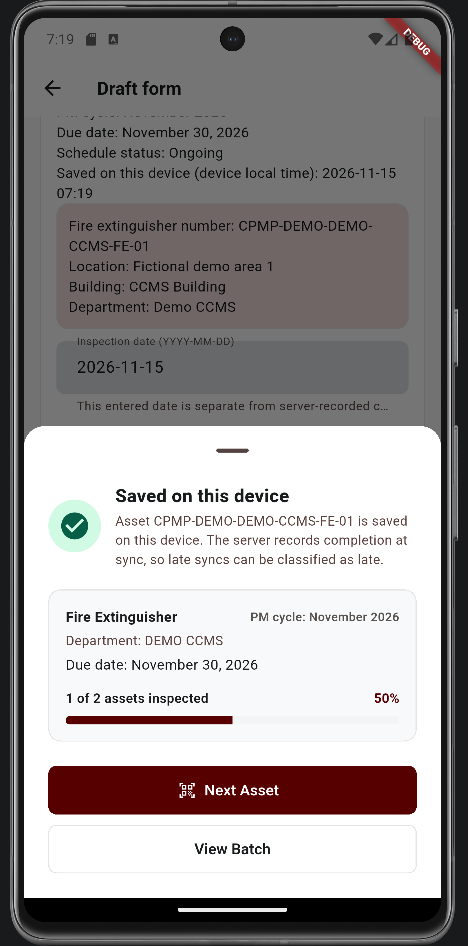 7:19
DEBUG
Draft form
PM cycle: November 2026
Due date: November 30, 2026
Schedule status: Ongoing
Saved on this device (device local time): 2026-11-15
07:19
Fire extinguisher number: CPMP-DEMO-DEMO-
CCMS-FE-01
Location: Fictional demo area 1
Building: CCMS Building
Department: Demo CCMS
Inspection date (YYYY-MM-DD)
2026-11-15
This entered date is separate from server-recorded c...
Saved on this device
Asset CPMP-DEMO-DEMO-CCMS-FE-01 is saved
on this device. The server records completion at
sync, so late syncs can be classified as late.
Fire Extinguisher
PM cycle: November 2026
Department: DEMO CCMS
Due date: November 30, 2026
1 of 2 assets inspected
50%
Next Asset
View Batch